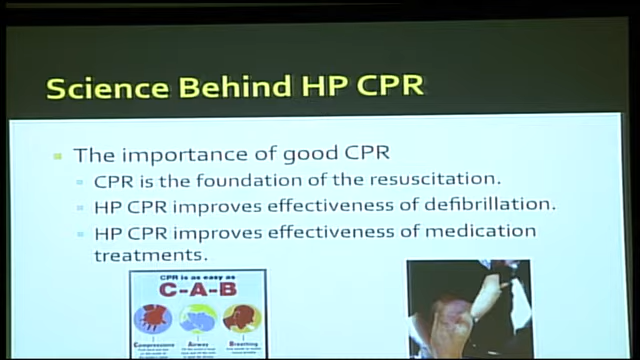 Science Behind HP CPR
The importance of good CPR
CPR is the foundation of the resuscitation.
HP CPR improves effectiveness of defibrillation.
HP CPR improves effectiveness of medication
treatments.
CPR is as easy as
C-A-B
Compressions Airway Breathing